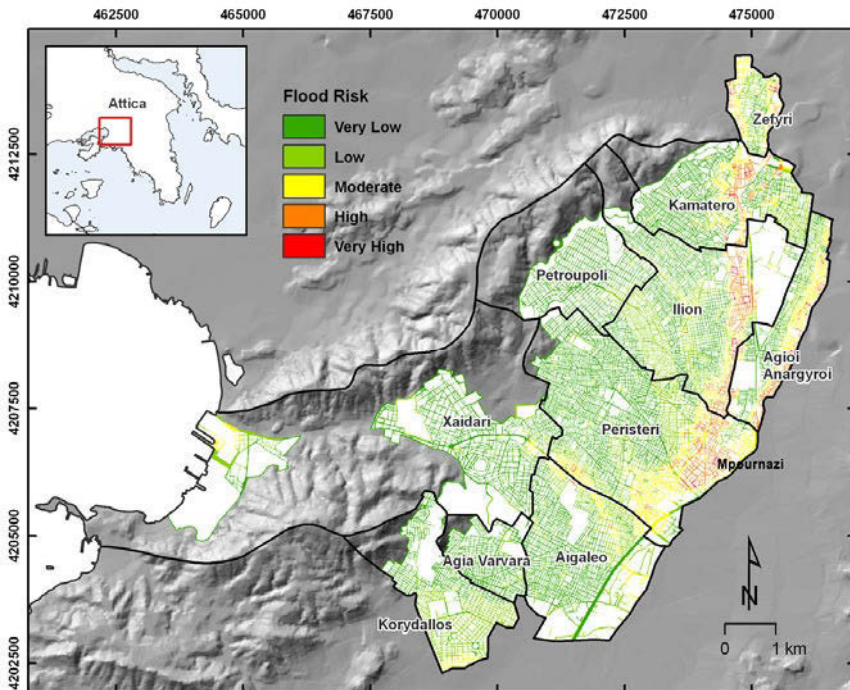 462500 465000 467500 470000 472500 475000
Attica
Flood Risk
Very Low
Low
Moderate
High
Very High
4212500
4210000
4207500
4205000
4202500
Zefyri
Kamatero
Petroupoli
Ilion
Agioi
Anargyroi
Xaidari
Peristeri
Mpournazi
Agia Varvara
Aigaleo
Korydallos
N
0 1 km